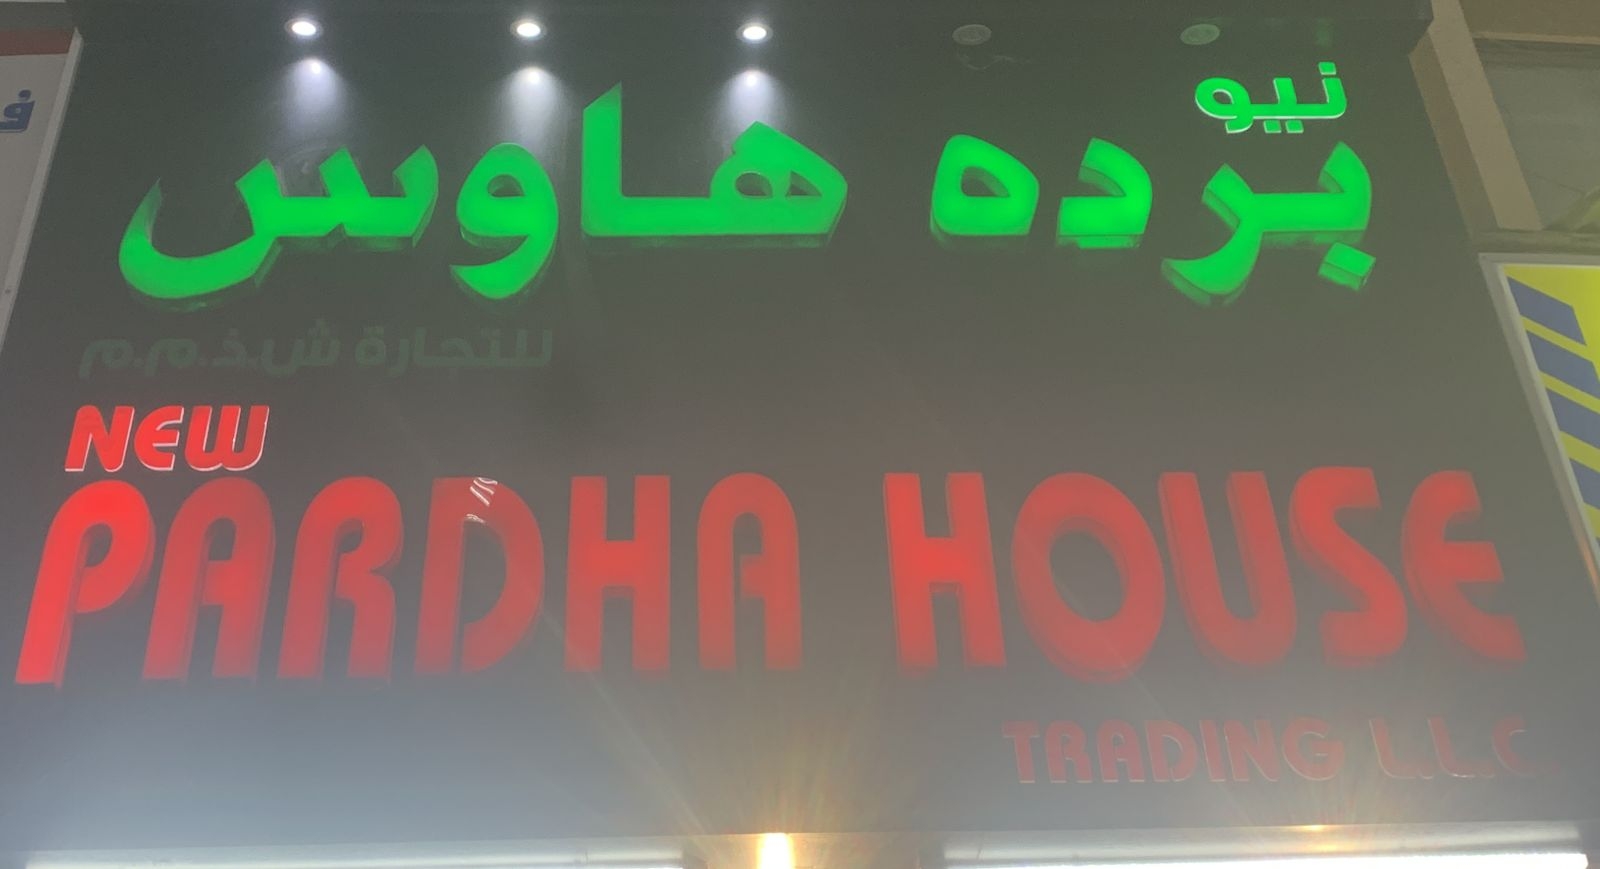 نيو
برده هاوس
للتجارة ش.ذ.م.م
NEW
PARDHA HOUSE
TRADING L.L.C.